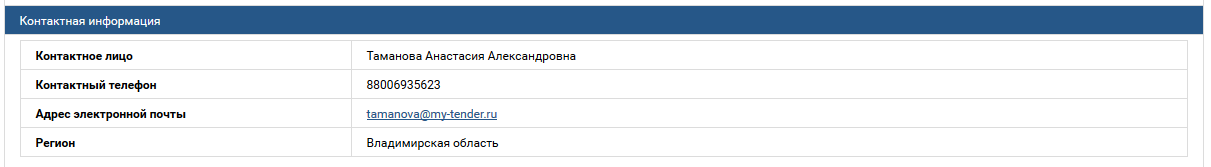 Контактная информация
Контактное лицо Таманова Анастасия Александровна
Контактный телефон 88006935623
Адрес электронной почты tamanova@my-tender.ru
Регион Владимирская область